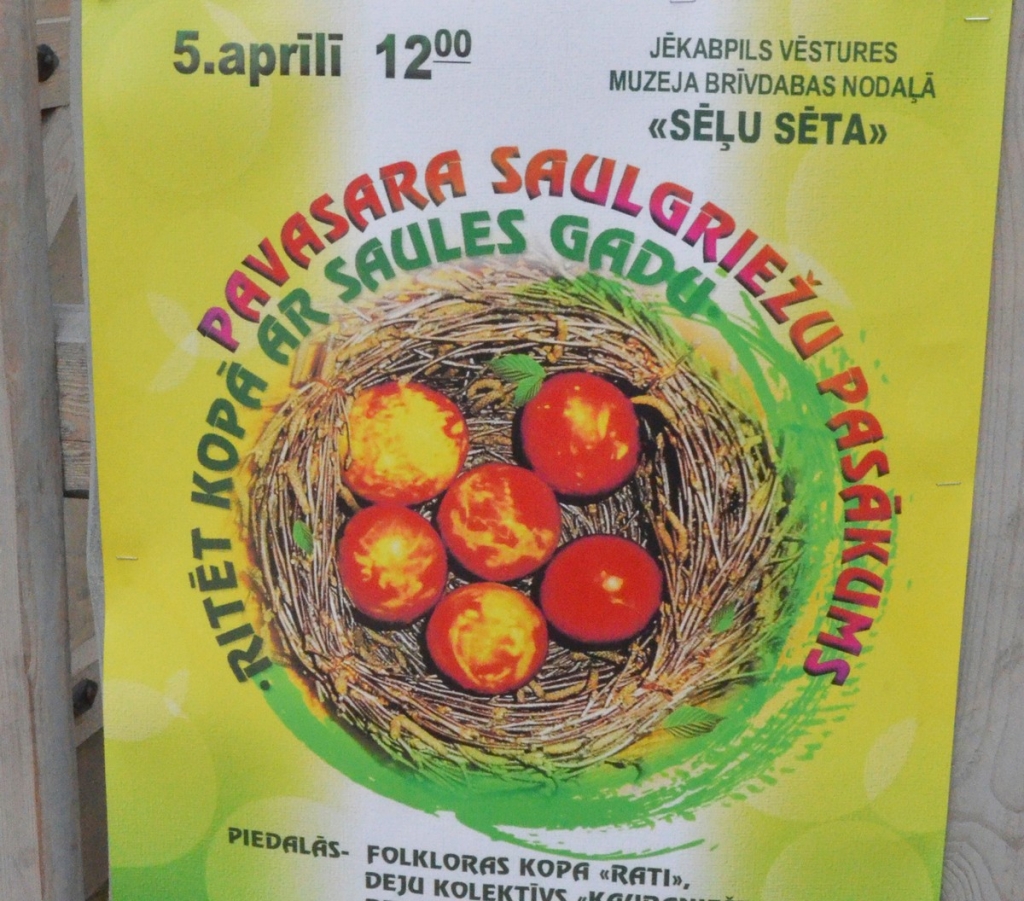 5.aprīlī 12⁰⁰
JĒKABPILS VĒSTURES
MUZEJA BRĪVDABAS NODAĻĀ
«SĒĻU SĒTA»
PAVASARA SAULGRIEŽU PASĀKUMS
"RITĒT KOPĀ AR SAULES GADU"
PIEDALĀS- FOLKLORAS KOPA «RATI»,
DEJU KOLEKTĪVS